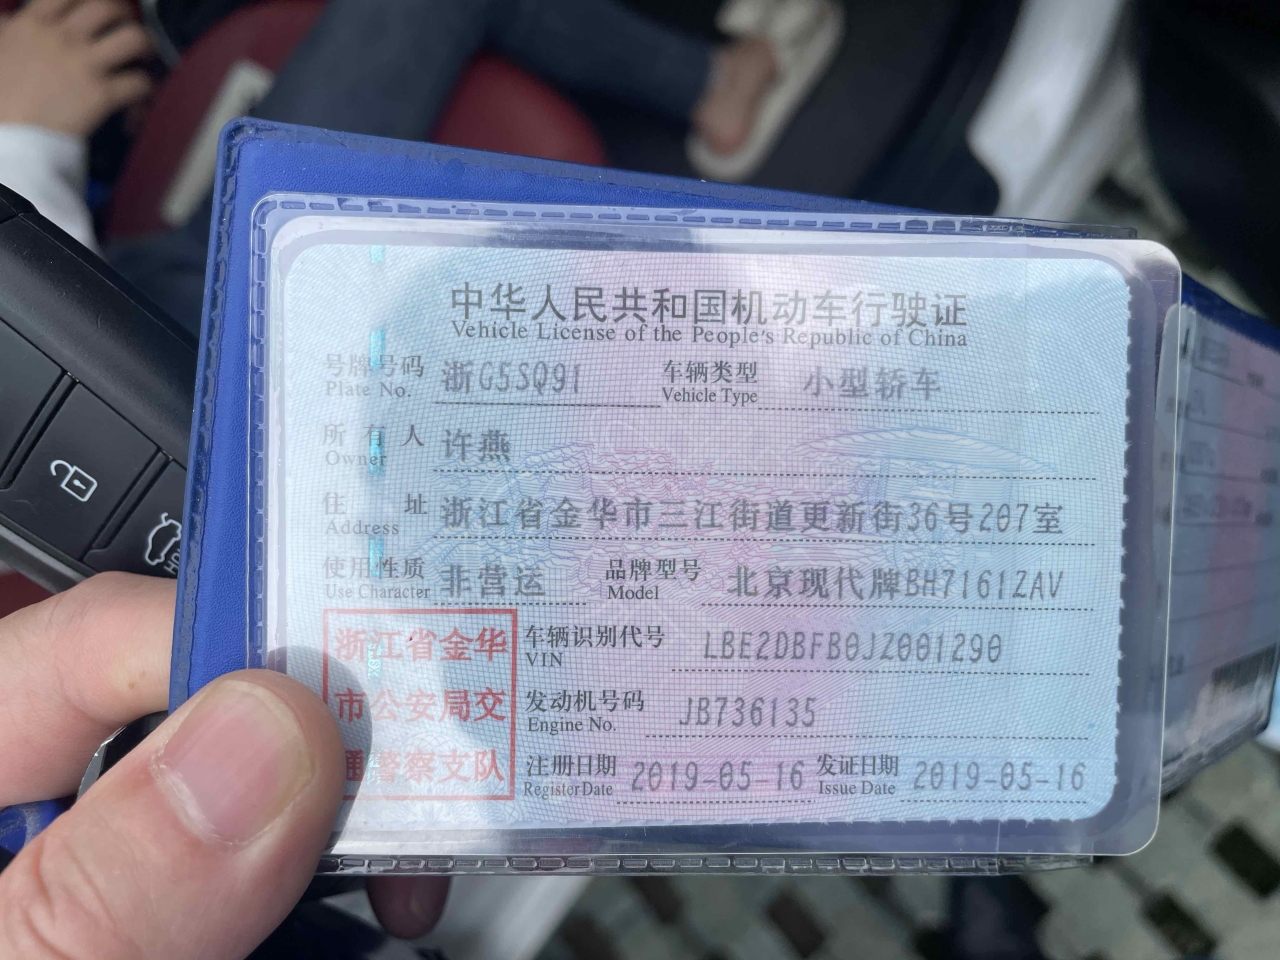 中华人民共和国机动车行驶证
Vehicle License of the People's Republic of China
号牌号码 浙G5SQ91 车辆类型 小型轿车
Plate No. Vehicle Type
所有人 许燕
Owner
住址 浙江省金华市三江街道更新街36号207室
Address
使用性质 非营运 品牌型号 北京现代牌BH7161ZAV
Use Character Model
浙江省金华
市公安局交
通警察支队
车辆识别代号 LBE2DBFB0JZ001290
VIN
发动机号码 JB736135
Engine No.
注册日期 2019-05-16 发证日期 2019-05-16
Register Date Issue Date